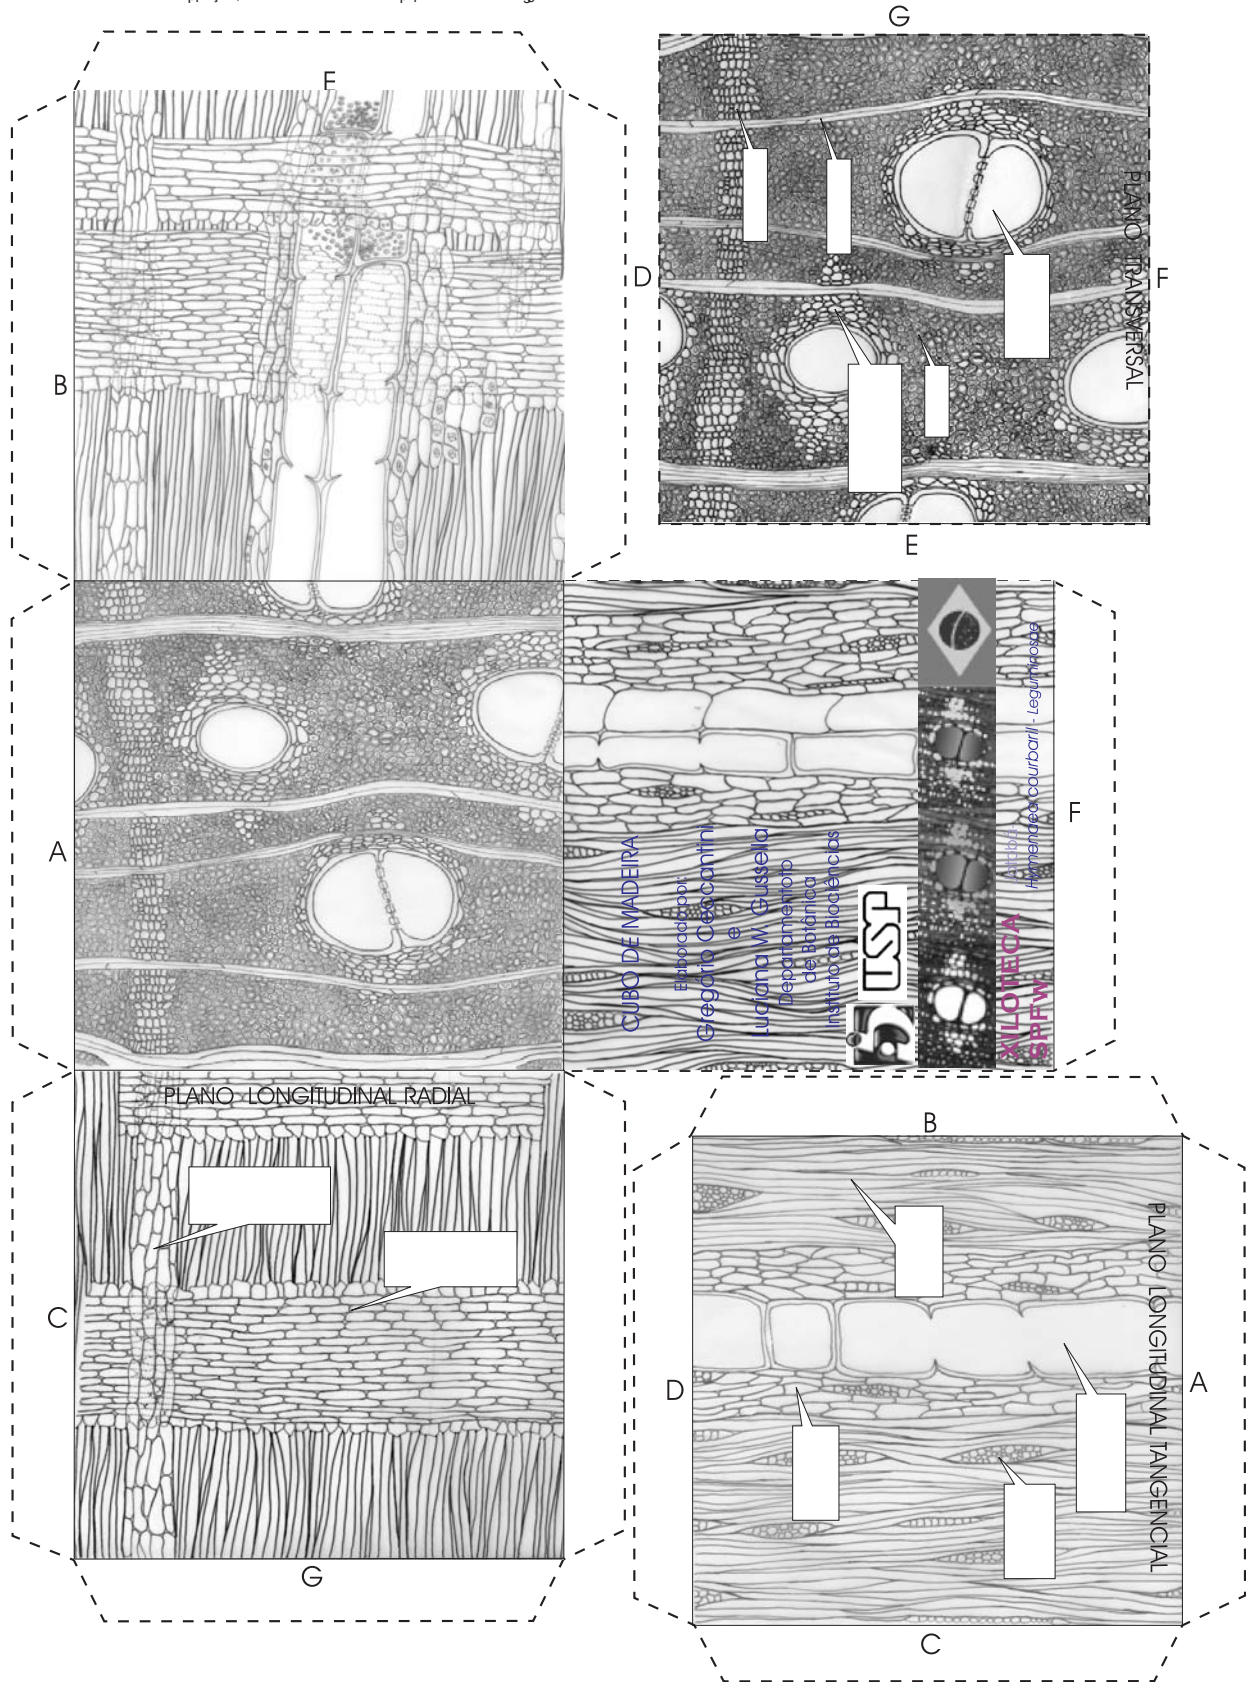 G
E
PLANO TRANSVERSAL
D
F
B
E
CUBO DE MADEIRA
Elaborado por:
Gregório Ceccantini
e
Luciana W. Gussella
Departamentoto
de Botânica
Instituto de Biociências
USP
XILOTECA
SPFw
Hymenaea courbaril - Leguminosae
F
A
PLANO LONGITUDINAL RADIAL
C
G
B
D
A
PLANO LONGITUDINAL TANGENCIAL
C